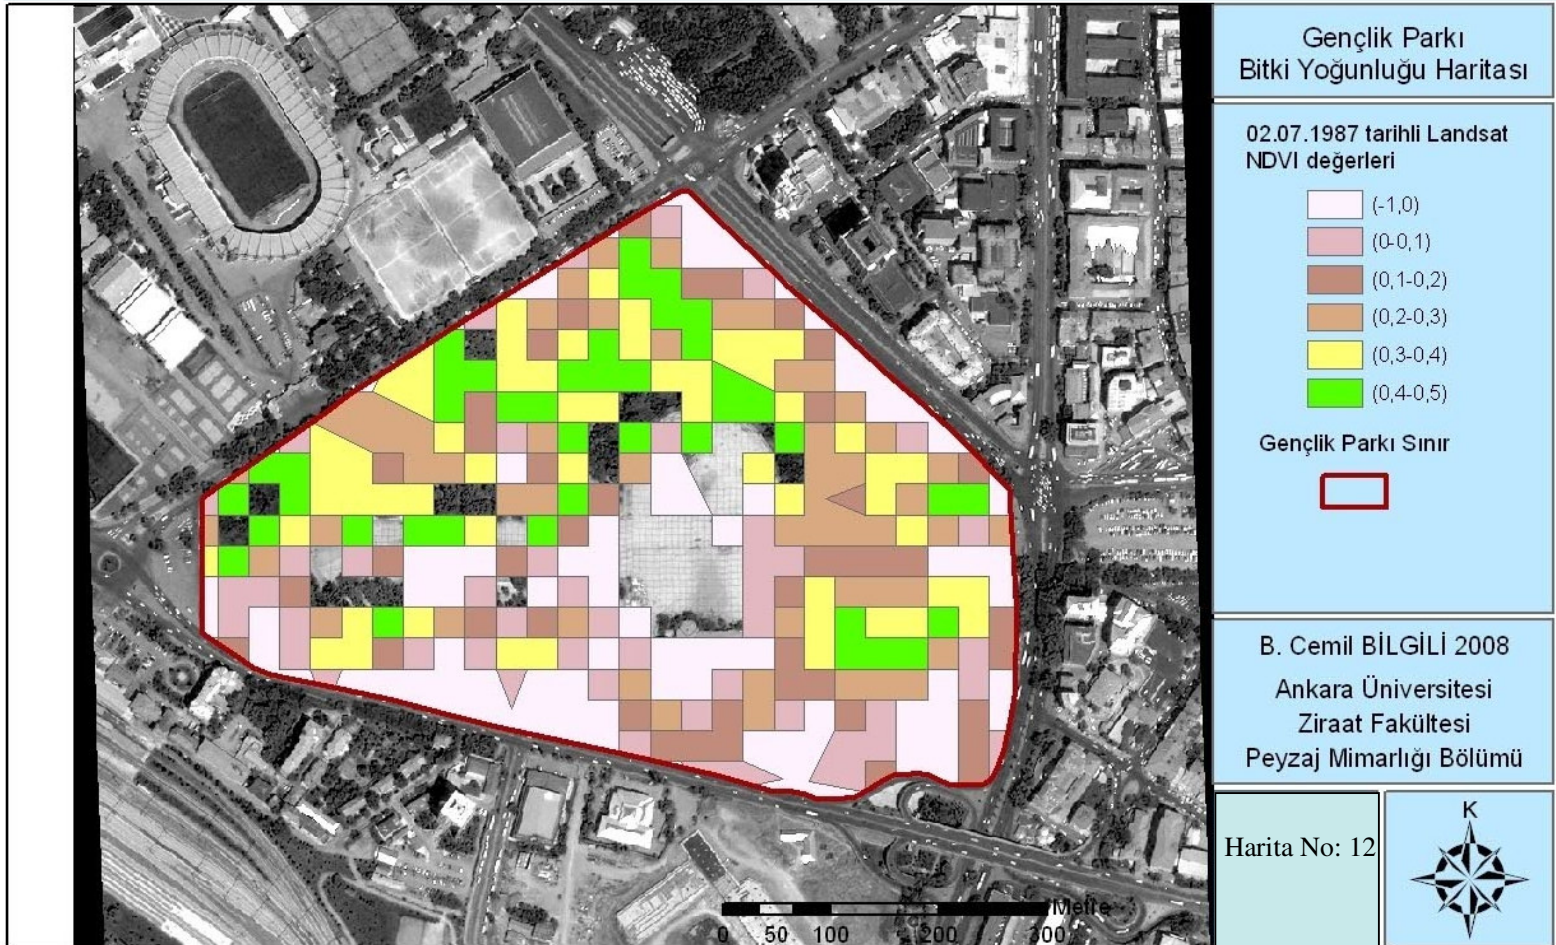 Gençlik Parkı
Bitki Yoğunluğu Haritası
02.07.1987 tarihli Landsat
NDVI değerleri
(-1,0)
(0-0,1)
(0,1-0,2)
(0,2-0,3)
(0,3-0,4)
(0,4-0,5)
Gençlik Parkı Sınır
B. Cemil BİLGİLİ 2008
Ankara Üniversitesi
Ziraat Fakültesi
Peyzaj Mimarlığı Bölümü
Harita No: 12
K
Metre
0 50 100 200 300